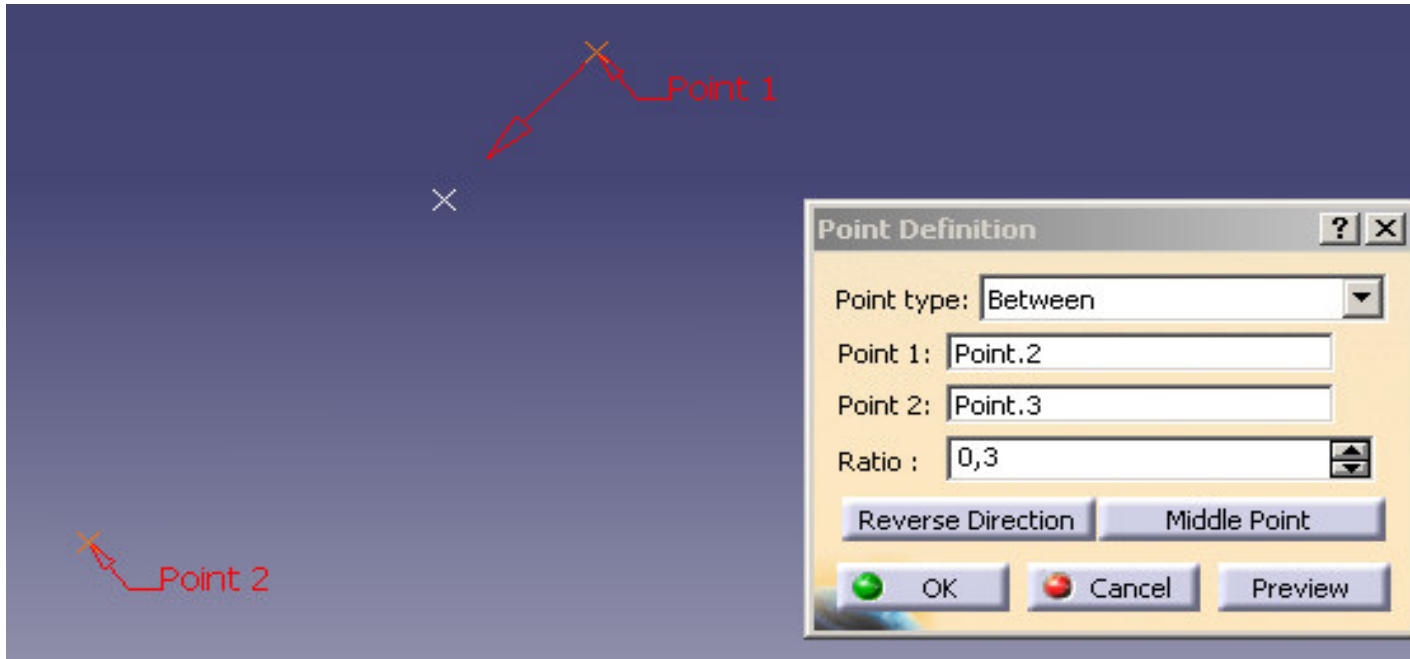 Point 1
Point 2
Point Definition
Point type: Between
Point 1: Point.2
Point 2: Point.3
Ratio : 0,3
Reverse Direction Middle Point
OK Cancel Preview